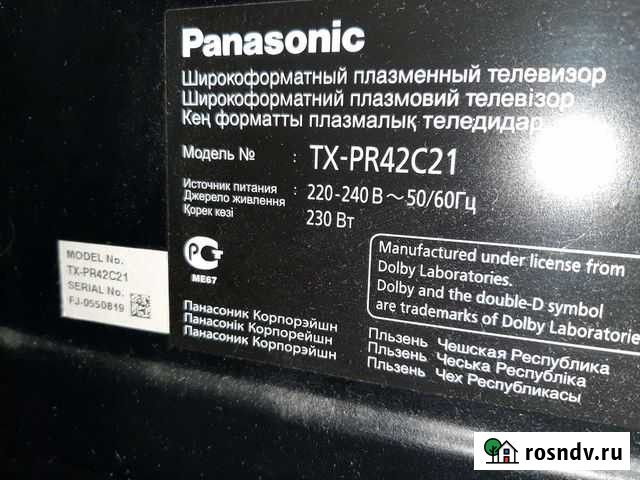 Panasonic
Широкоформатный плазменный телевизор
Широкоформатний плазмовий телевізор
Кең форматты плазмалық теледидар
Модель № : TX-PR42C21
Источник питания
Джерело живлення
Қорек көзі
: 220-240 В ~ 50/60Гц
230 Вт
ME67
Manufactured under license from
Dolby Laboratories.
Dolby and the double-D symbol
are trademarks of Dolby Laboratories
MODEL No.
TX-PR42C21
SERIAL No.
FJ-0550819
Панасоник Корпорэйшн
Панасонік Корпорейшн
Панасоник Корпорэйшн
Пльзень Чешская Республика
Пльзень Чеська Республіка
Пльзень Чех Республикасы
rosndv.ru